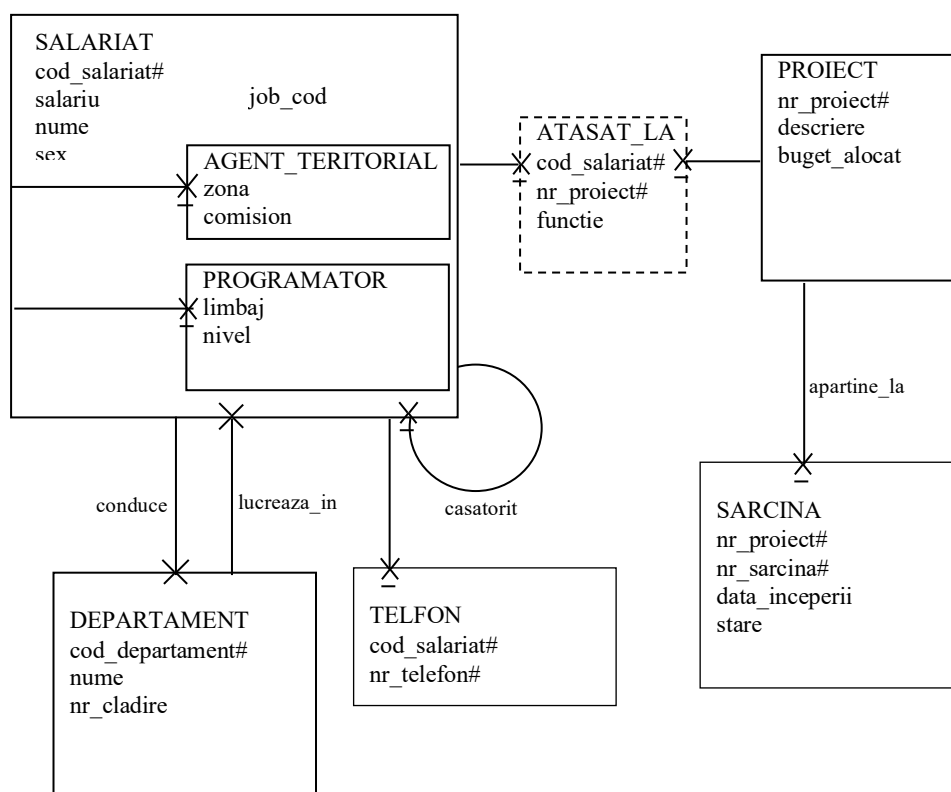 SALARIAT
cod_salariat#
salariu
nume
sex
job_cod
AGENT_TERITORIAL
zona
comision
PROGRAMATOR
limbaj
nivel
ATASAT_LA
cod_salariat#
nr_proiect#
functie
PROIECT
nr_proiect#
descriere
buget_alocat
apartine_la
conduce
lucreaza_in
casatorit
DEPARTAMENT
cod_departament#
nume
nr_cladire
TELFON
cod_salariat#
nr_telefon#
SARCINA
nr_proiect#
nr_sarcina#
data_inceperii
stare